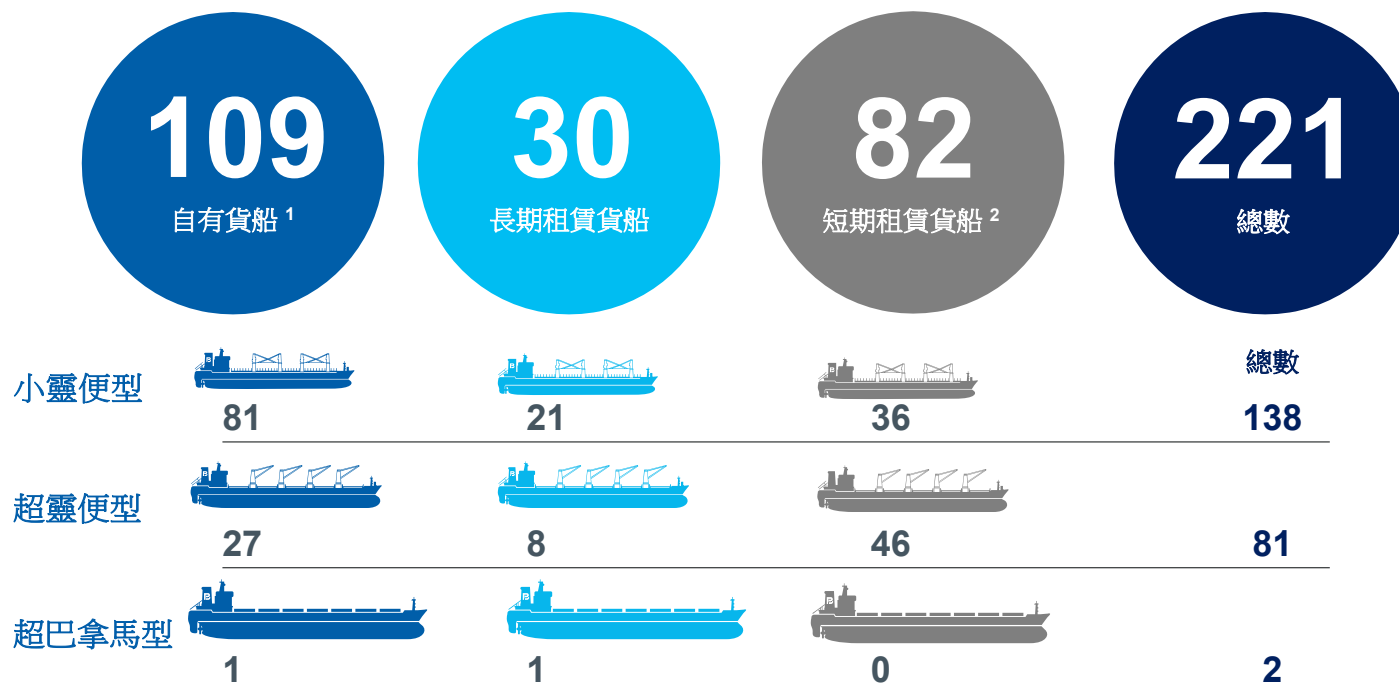 109
自有貨船 1
30
長期租賃貨船
82
短期租賃貨船 2
221
總數
總數
小靈便型
81 21 36 138
超靈便型
27 8 46 81
超巴拿馬型
1 1 0 2